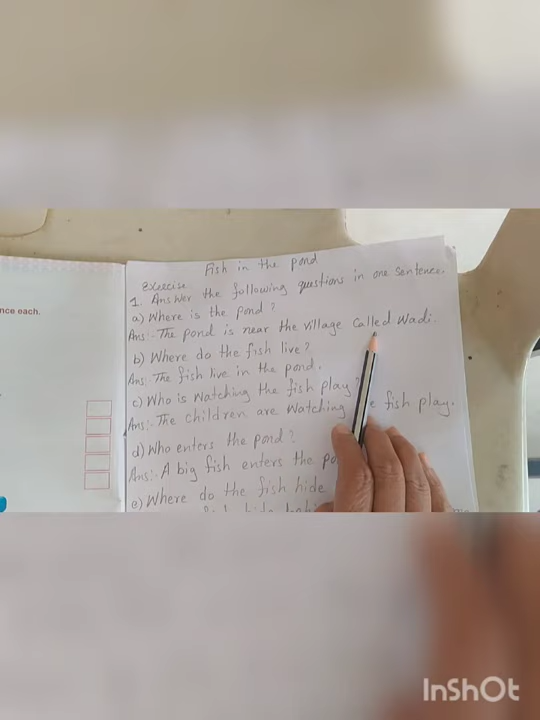 nce each.
Fish in the pond
Exercise
1. Answer the following questions in one sentence.
a) Where is the pond?
Ans:- The pond is near the village called Wadi.
b) Where do the fish live?
Ans: The fish live in the pond.
c) Who is watching the fish play?
Ans:- The children are watching e fish play.
d) Who enters the pond?
Ans:- A big fish enters the po
e) Where do the fish hide
InShOt